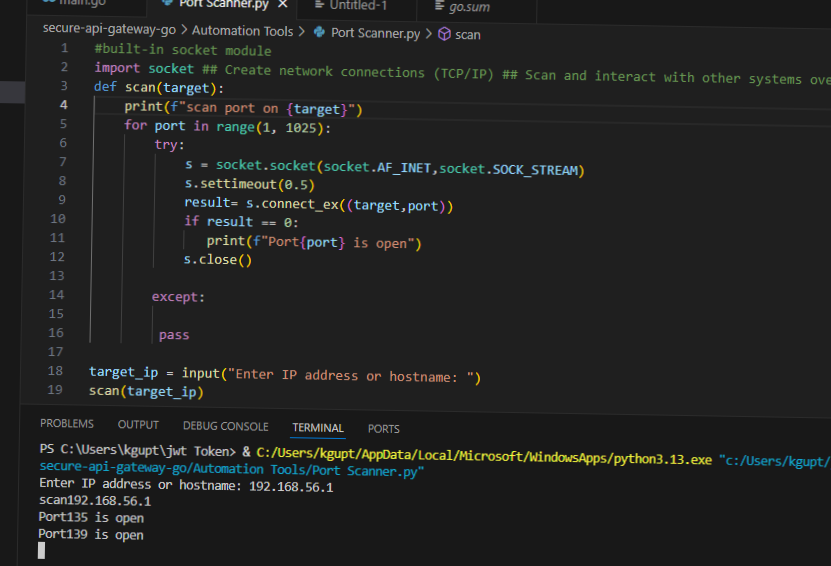 main.go Port Scanner.py × Untitled-1 go.sum
secure-api-gateway-go > Automation Tools > Port Scanner.py > scan
1 #built-in socket module
2 import socket ## Create network connections (TCP/IP) ## Scan and interact with other systems ove
3 def scan(target):
4 print(f"scan port on {target}")
5 for port in range(1, 1025):
6 try:
7 s = socket.socket(socket.AF_INET,socket.SOCK_STREAM)
8 s.settimeout(0.5)
9 result= s.connect_ex((target,port))
10 if result == 0:
11 print(f"Port{port} is open")
12 s.close()
13
14 except:
15
16 pass
17
18 target_ip = input("Enter IP address or hostname: ")
19 scan(target_ip)
PROBLEMS OUTPUT DEBUG CONSOLE TERMINAL PORTS
PS C:\Users\kgupt\jwt Token> & C:/Users/kgupt/AppData/Local/Microsoft/WindowsApps/python3.13.exe "c:/Users/kgupt/
secure-api-gateway-go/Automation Tools/Port Scanner.py"
Enter IP address or hostname: 192.168.56.1
scan192.168.56.1
Port135 is open
Port139 is open